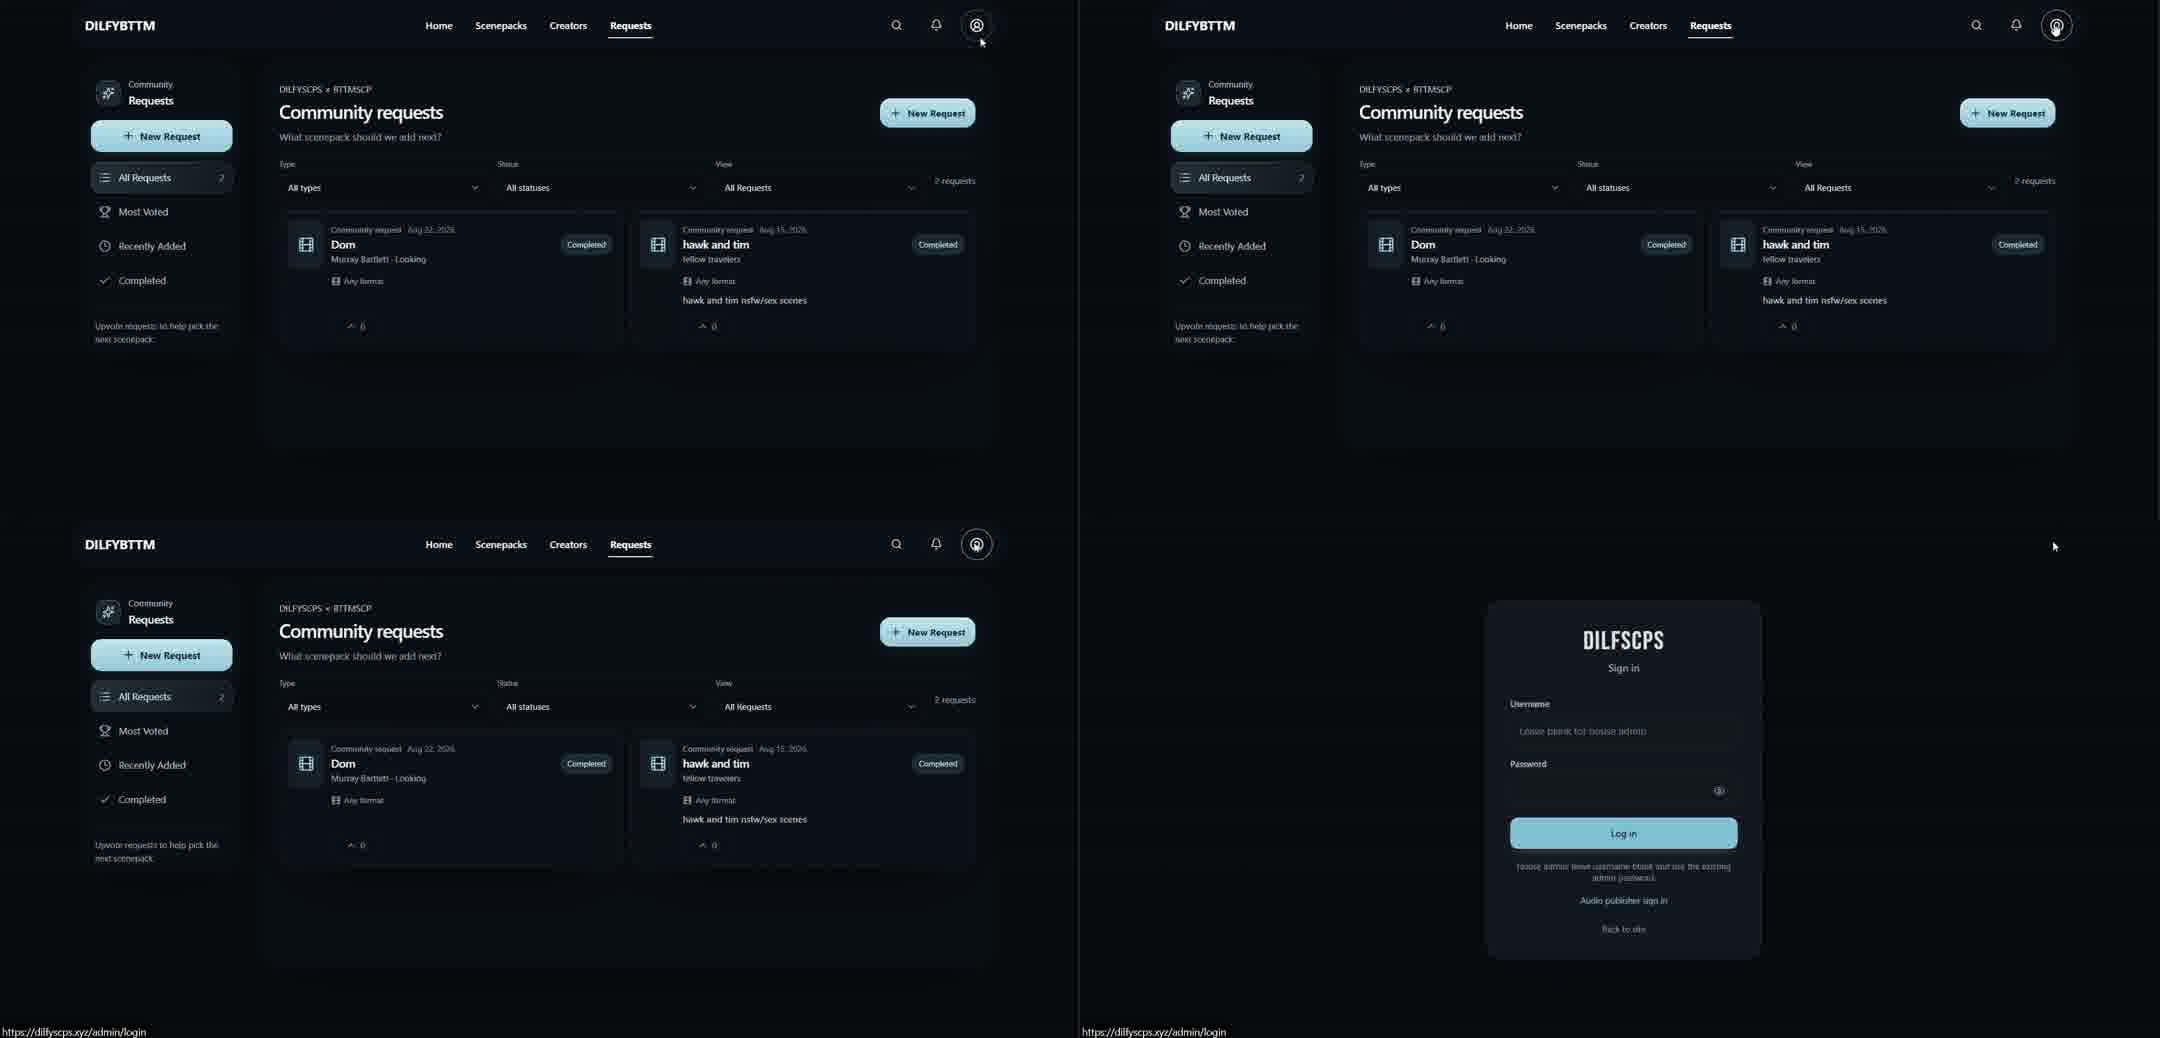 DILFYBTTM
Home Scenepacks Creators Requests
Community
Requests
+ New Request
All Requests 2
Most Voted
Recently Added
Completed
Upvote requests to help pick the
next scenepack.
DILFYSCPS × BTTMSCP
Community requests
What scenepack should we add next?
+ New Request
Type
All types
Status
All statuses
View
All Requests
2 requests
Community request Aug 22, 2026
Dom
Murray Bartlett - Looking
Any format
0
Completed
Community request Aug 15, 2026
hawk and tim
fellow travelers
Any format
hawk and tim nsfw/sex scenes
0
Completed
DILFYBTTM
Home Scenepacks Creators Requests
Community
Requests
+ New Request
All Requests 2
Most Voted
Recently Added
Completed
Upvote requests to help pick the
next scenepack.
DILFYSCPS × BTTMSCP
Community requests
What scenepack should we add next?
+ New Request
Type
All types
Status
All statuses
View
All Requests
2 requests
Community request Aug 22, 2026
Dom
Murray Bartlett - Looking
Any format
0
Completed
Community request Aug 15, 2026
hawk and tim
fellow travelers
Any format
hawk and tim nsfw/sex scenes
0
Completed
DILFYBTTM
Home Scenepacks Creators Requests
Community
Requests
+ New Request
All Requests 2
Most Voted
Recently Added
Completed
Upvote requests to help pick the
next scenepack.
DILFYSCPS × BTTMSCP
Community requests
What scenepack should we add next?
+ New Request
Type
All types
Status
All statuses
View
All Requests
2 requests
Community request Aug 22, 2026
Dom
Murray Bartlett - Looking
Any format
0
Completed
Community request Aug 15, 2026
hawk and tim
fellow travelers
Any format
hawk and tim nsfw/sex scenes
0
Completed
https://dilfyscps.xyz/admin/login
DILFSCPS
Sign in
Username
Leave blank for house admin
Password
Log in
House admin: leave username blank and use the existing
admin password.
Audio publisher sign in
Back to site
https://dilfyscps.xyz/admin/login